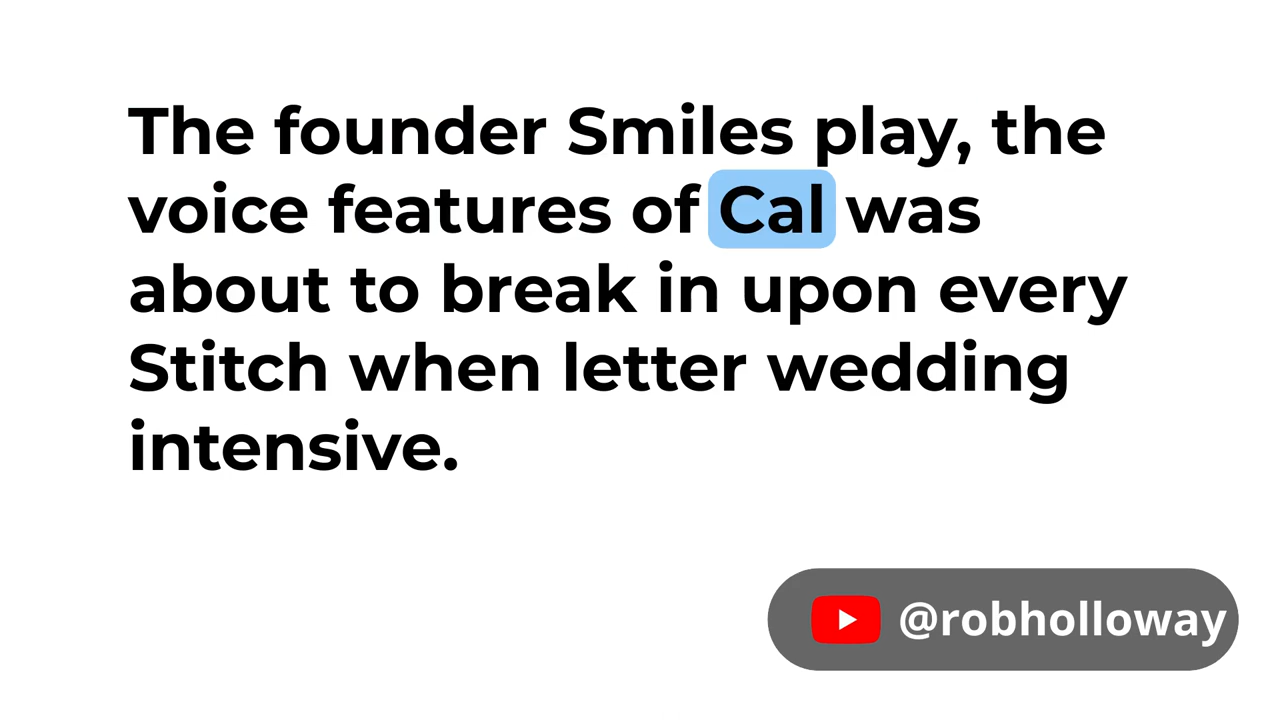 The founder Smiles play, the
voice features of Cal was
about to break in upon every
Stitch when letter wedding
intensive.
@robholloway